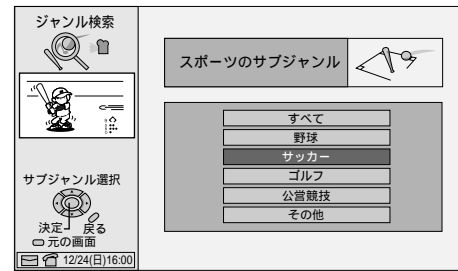 ジャンル検索
スポーツのサブジャンル
すべて
野球
サッカー
ゴルフ
公営競技
その他
サブジャンル選択
決定
戻る
元の画面
12/24(日)16:00